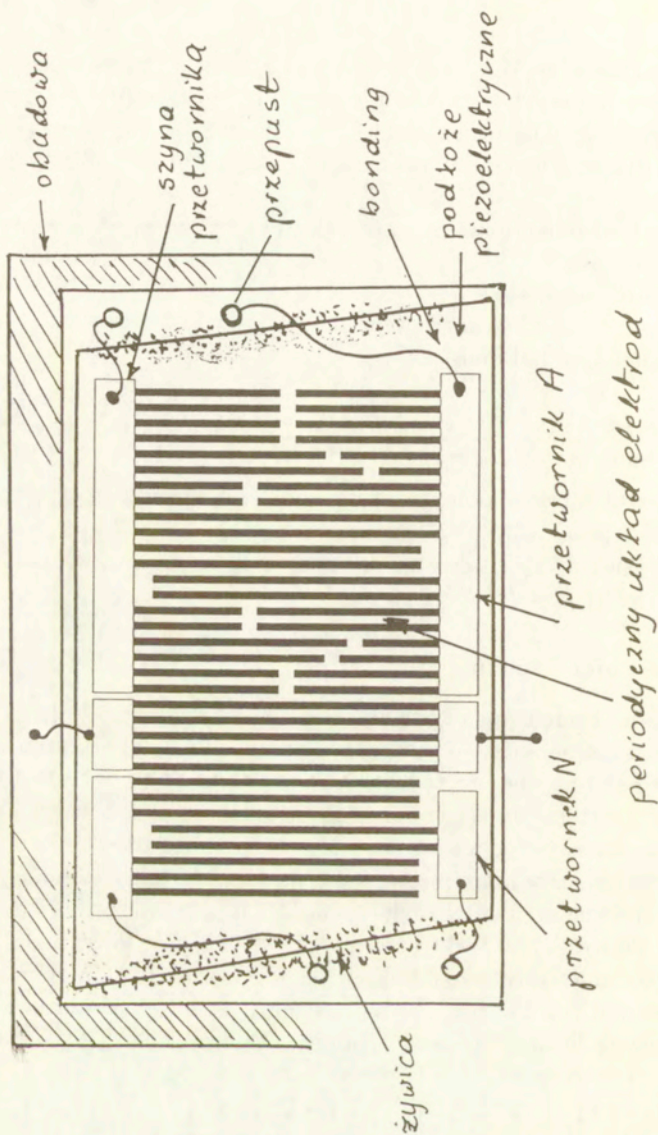 obudowa
szyna
przetwornika
przepust
bonding
podłoże
piezoelektryczne
przetwornik A
periodyczny układ elektrod
przetwornik N
żywica